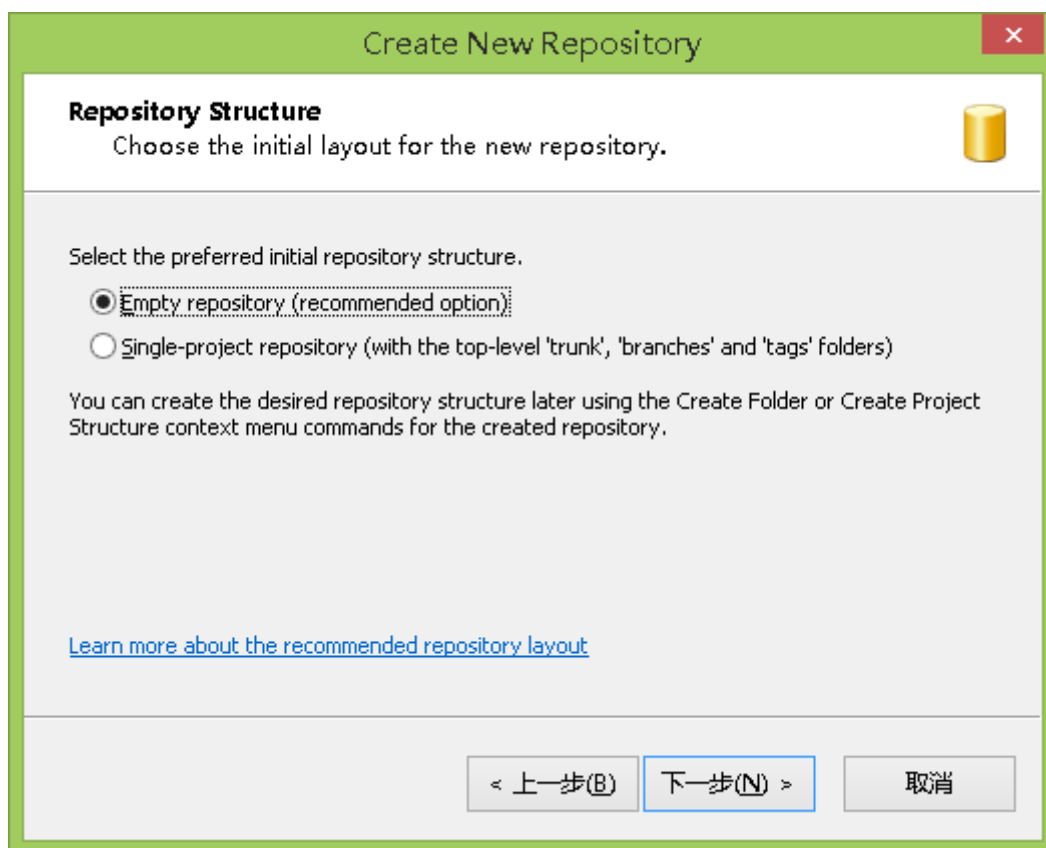 Create New Repository
Repository Structure
Choose the initial layout for the new repository.
Select the preferred initial repository structure.
Empty repository (recommended option)
Single-project repository (with the top-level 'trunk', 'branches' and 'tags' folders)
You can create the desired repository structure later using the Create Folder or Create Project
Structure context menu commands for the created repository.
Learn more about the recommended repository layout
< 上一步(B) 下一步(N) > 取消